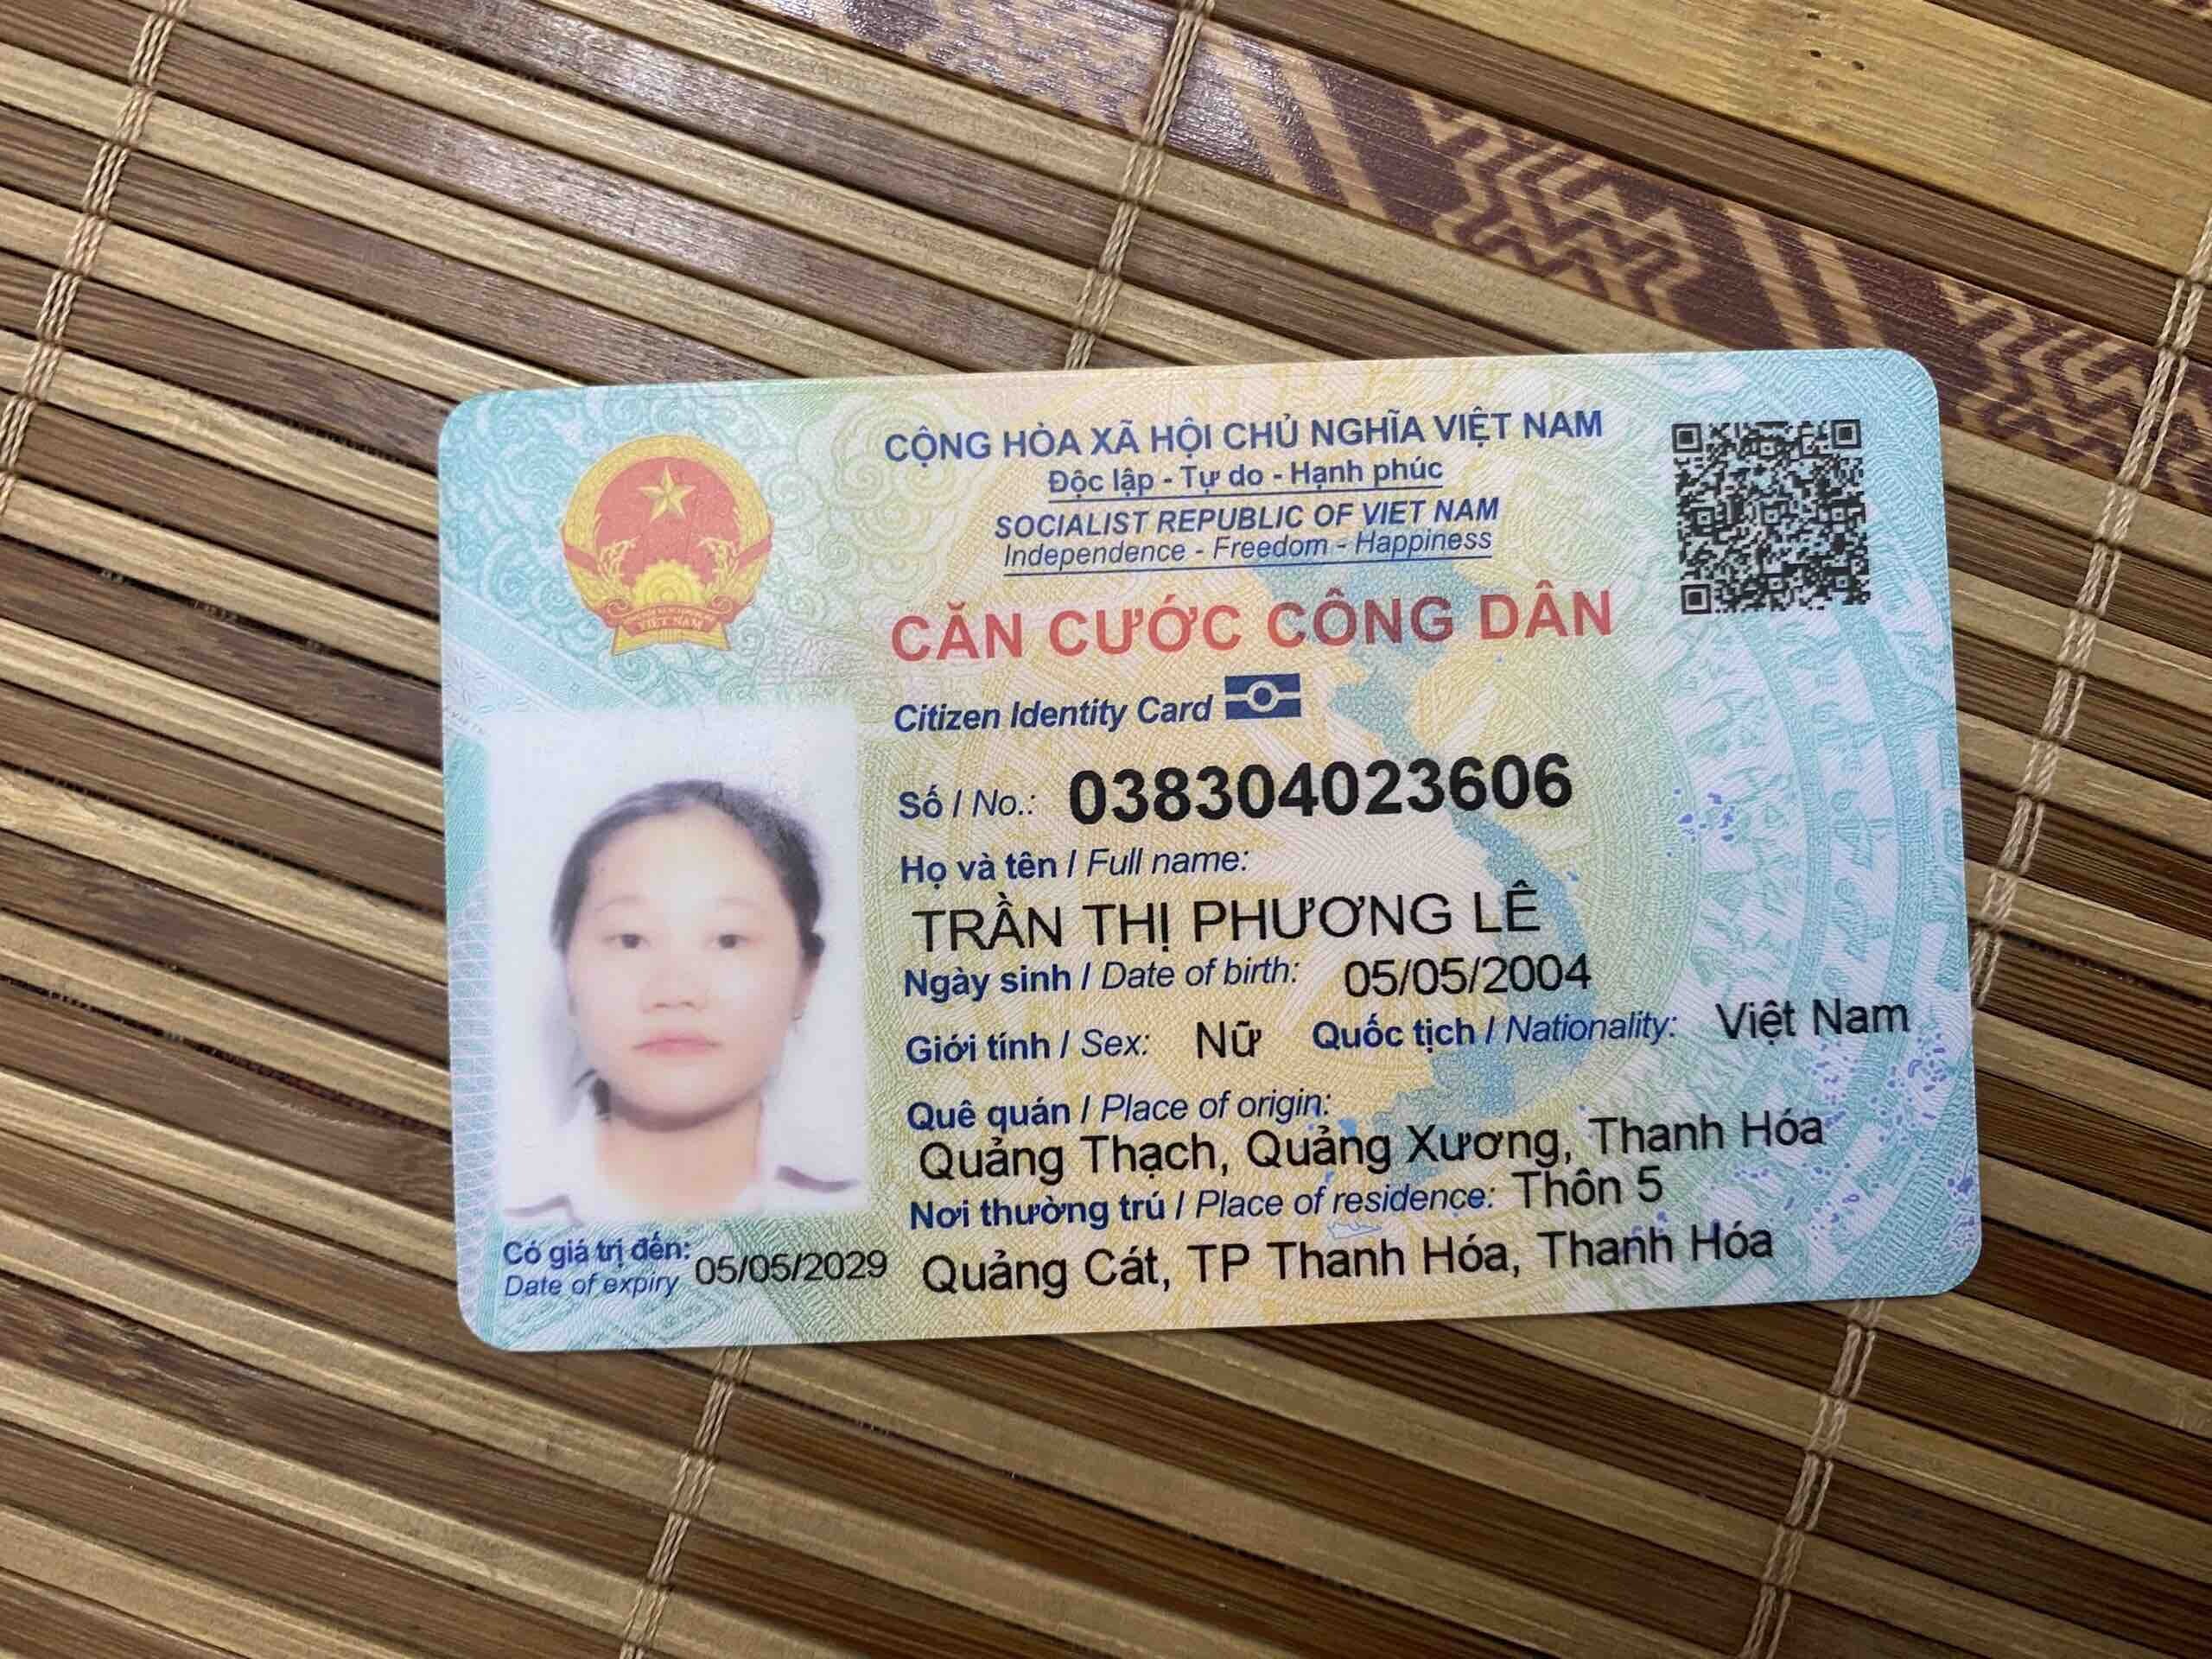 CỘNG HÒA XÃ HỘI CHỦ NGHĨA VIỆT NAM
Độc lập - Tự do - Hạnh phúc
SOCIALIST REPUBLIC OF VIET NAM
Independence - Freedom - Happiness
CĂN CƯỚC CÔNG DÂN
Citizen Identity Card
Số / No.: 038304023606
Họ và tên / Full name:
TRẦN THỊ PHƯƠNG LÊ
Ngày sinh / Date of birth: 05/05/2004
Giới tính / Sex: Nữ Quốc tịch / Nationality: Việt Nam
Quê quán / Place of origin:
Quảng Thạch, Quảng Xương, Thanh Hóa
Nơi thường trú / Place of residence: Thôn 5
Quảng Cát, TP Thanh Hóa, Thanh Hóa
Có giá trị đến: 05/05/2029
Date of expiry
VIỆT NAM